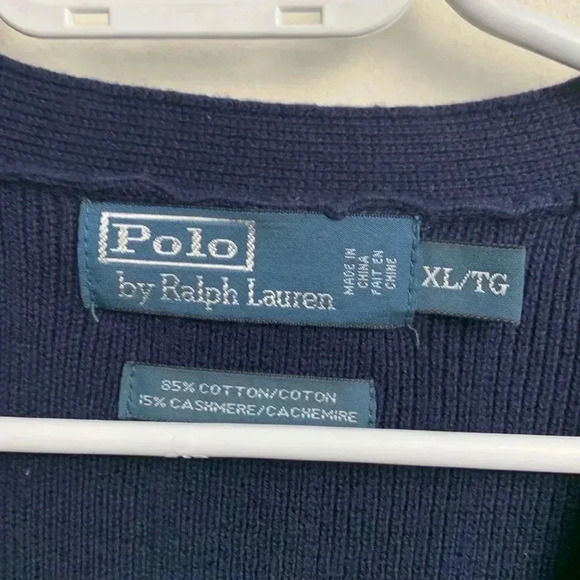 Polo
by Ralph Lauren
MADE IN
CHINA
FAIT EN
CHINE
XL/TG
85% COTTON/COTON
15% CASHMERE/CACHEMIRE